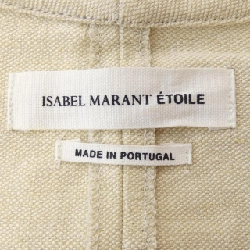 ISABEL MARANT ÉTOILE
MADE IN PORTUGAL